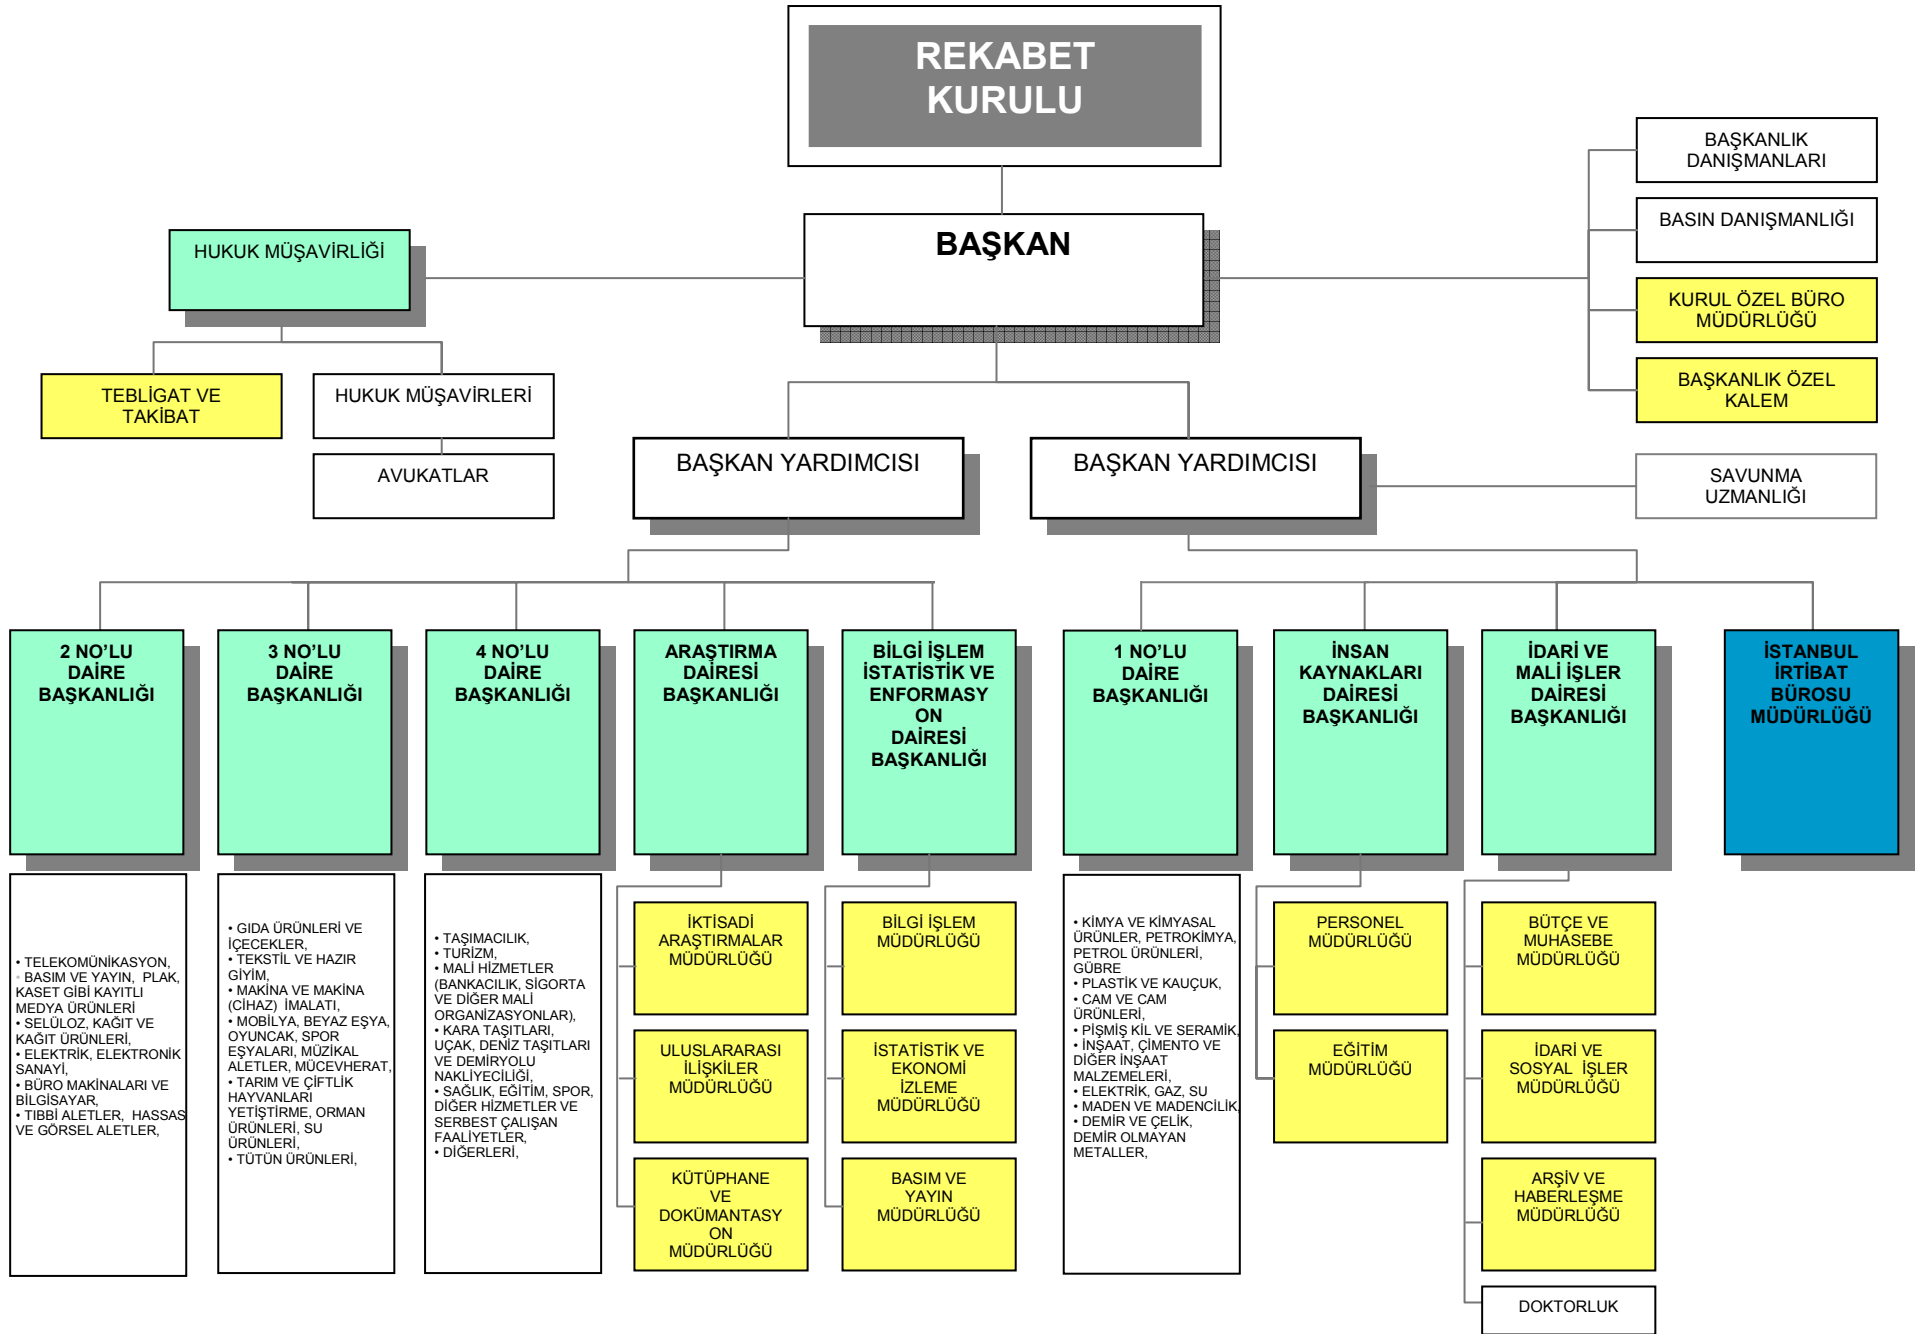 REKABET
KURULU
BAŞKANLIK
DANIŞMANLARI
BASIN DANIŞMANLIĞI
BAŞKAN
HUKUK MÜŞAVİRLİĞİ
KURUL ÖZEL BÜRO
MÜDÜRLÜĞÜ
BAŞKANLIK ÖZEL
KALEM
TEBLİGAT VE
TAKİBAT
HUKUK MÜŞAVİRLERİ
AVUKATLAR
BAŞKAN YARDIMCISI
BAŞKAN YARDIMCISI
SAVUNMA
UZMANLIĞI
2 NO’LU
DAİRE
BAŞKANLIĞI
3 NO’LU
DAİRE
BAŞKANLIĞI
4 NO’LU
DAİRE
BAŞKANLIĞI
ARAŞTIRMA
DAİRESİ
BAŞKANLIĞI
BİLGİ İŞLEM
İSTATİSTİK VE
ENFORMASY
ON
DAİRESİ
BAŞKANLIĞI
1 NO’LU
DAİRE
BAŞKANLIĞI
İNSAN
KAYNAKLARI
DAİRESİ
BAŞKANLIĞI
İDARİ VE
MALİ İŞLER
DAİRESİ
BAŞKANLIĞI
İSTANBUL
İRTİBAT
BÜROSU
MÜDÜRLÜĞÜ
• TELEKOMÜNİKASYON,
• BASIM VE YAYIN, PLAK,
KASET GİBİ KAYITLI
MEDYA ÜRÜNLERİ
• SELÜLOZ, KAĞIT VE
KAĞIT ÜRÜNLERİ,
• ELEKTRİK, ELEKTRONİK
SANAYİ,
• BÜRO MAKİNALARI VE
BİLGİSAYAR,
• TIBBİ ALETLER, HASSAS
VE GÖRSEL ALETLER,
• GIDA ÜRÜNLERİ VE
İÇECEKLER,
• TEKSTİL VE HAZIR
GİYİM,
• MAKİNA VE MAKİNA
(CİHAZ) İMALATI,
• MOBİLYA, BEYAZ EŞYA,
OYUNCAK, SPOR
EŞYALARI, MÜZİKAL
ALETLER, MÜCEVHERAT,
• TARIM VE ÇİFTLİK
HAYVANLARI
YETİŞTİRME, ORMAN
ÜRÜNLERİ, SU
ÜRÜNLERİ,
• TÜTÜN ÜRÜNLERİ,
• TAŞIMACILIK,
• TURİZM,
• MALİ HİZMETLER
(BANKACILIK, SİGORTA
VE DİĞER MALİ
ORGANİZASYONLAR),
• KARA TAŞITLARI,
UÇAK, DENİZ TAŞITLARI
VE DEMİRYOLU
NAKLİYECİLİĞİ,
• SAĞLIK, EĞİTİM, SPOR,
DİĞER HİZMETLER VE
SERBEST ÇALIŞAN
FAALİYETLER,
• DİĞERLERİ,
İKTİSADİ
ARAŞTIRMALAR
MÜDÜRLÜĞÜ
ULUSLARARASI
İLİŞKİLER
MÜDÜRLÜĞÜ
KÜTÜPHANE
VE
DOKÜMANTASY
ON
MÜDÜRLÜĞÜ
BİLGİ İŞLEM
MÜDÜRLÜĞÜ
İSTATİSTİK VE
EKONOMİ
İZLEME
MÜDÜRLÜĞÜ
BASIM VE
YAYIN
MÜDÜRLÜĞÜ
• KİMYA VE KİMYASAL
ÜRÜNLER, PETROKİMYA,
PETROL ÜRÜNLERİ,
GÜBRE
• PLASTİK VE KAUÇUK,
• CAM VE CAM
ÜRÜNLERİ,
• PİŞMİŞ KİL VE SERAMİK,
• İNŞAAT, ÇİMENTO VE
DİĞER İNŞAAT
MALZEMELERİ,
• ELEKTRİK, GAZ, SU
• MADEN VE MADENCİLİK,
• DEMİR VE ÇELİK,
DEMİR OLMAYAN
METALLER,
PERSONEL
MÜDÜRLÜĞÜ
EĞİTİM
MÜDÜRLÜĞÜ
BÜTÇE VE
MUHASEBE
MÜDÜRLÜĞÜ
İDARİ VE
SOSYAL İŞLER
MÜDÜRLÜĞÜ
ARŞİV VE
HABERLEŞME
MÜDÜRLÜĞÜ
DOKTORLUK